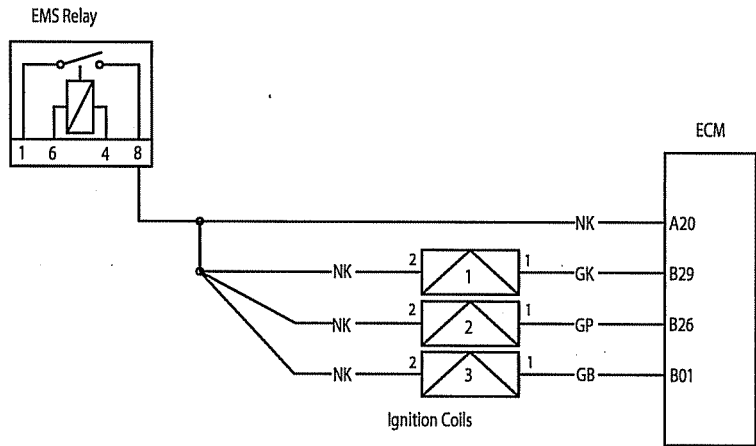 EMS Relay
1 6 4 8
ECM
NK A20
NK 2 1 1 GK B29
NK 2 2 1 GP B26
NK 2 3 1 GB B01
Ignition Coils